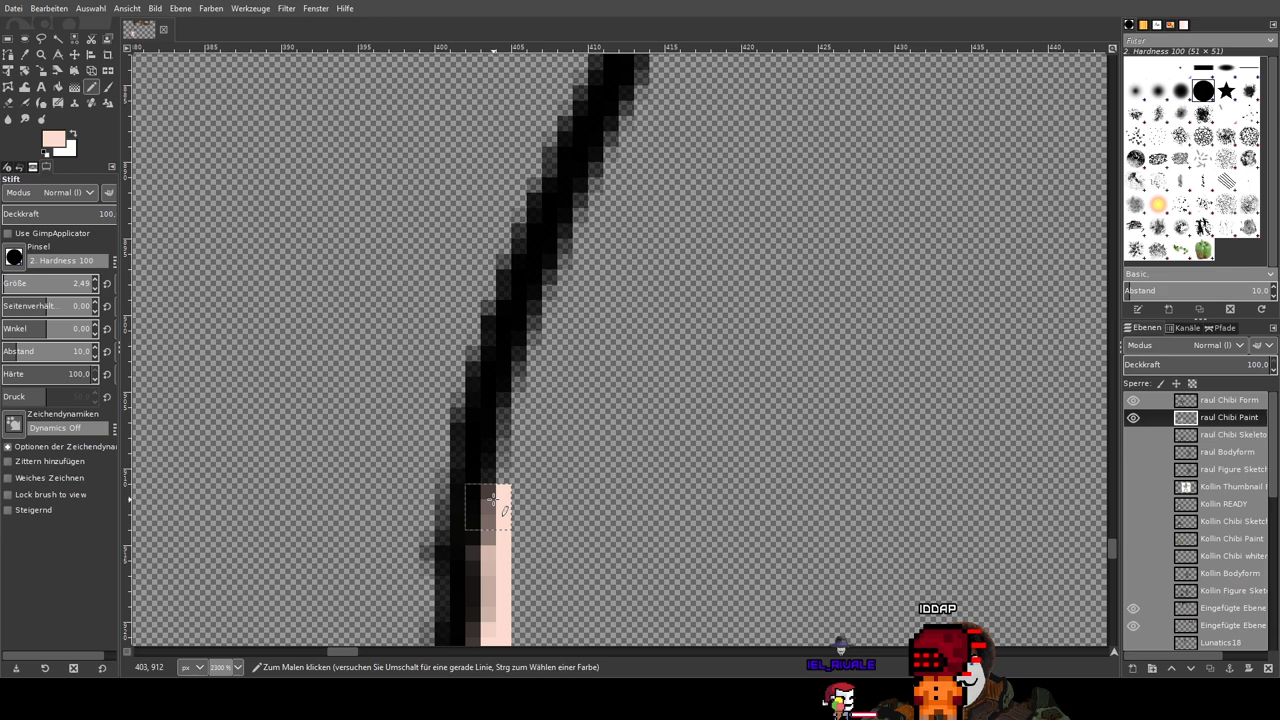 Datei Bearbeiten Auswahl Ansicht Bild Ebene Farben Werkzeuge Filter Fenster Hilfe
385 390 395 400 405 410 415 420 425 430 435 440
Filter
2. Hardness 100 (51 × 51)
Stift
Modus Normal (l)
Deckkraft 100,
Use GimpApplicator
Pinsel
2. Hardness 100
Größe 2,49
Seitenverhält... 0,00
Winkel 0,00
Abstand 10,0
Härte 100,0
Druck
Zeichendynamiken
Dynamics Off
Optionen der Zeichendyna
Zittern hinzufügen
Weiches Zeichnen
Lock brush to view
Steigernd
Basic,
Abstand 10,0
Ebenen Kanäle Pfade
Modus Normal (l)
Deckkraft 100,0
Sperre:
raul Chibi Form
raul Chibi Paint
raul Chibi Skeleto
raul Bodyform
raul Figure Sketch
Kollin Thumbnail
Kollin READY
Kollin Chibi Sketch
Kollin Chibi Paint
Kollin Chibi whiter
Kollin Bodyform
Kollin Figure Sket
Eingefügte Ebene
Eingefügte Ebene
Lunatics18
IDDAP
IEL_RIVALE
403, 912 px 2300 % Zum Malen klicken (versuchen Sie Umschalt für eine gerade Linie, Strg zum Wählen einer Farbe)